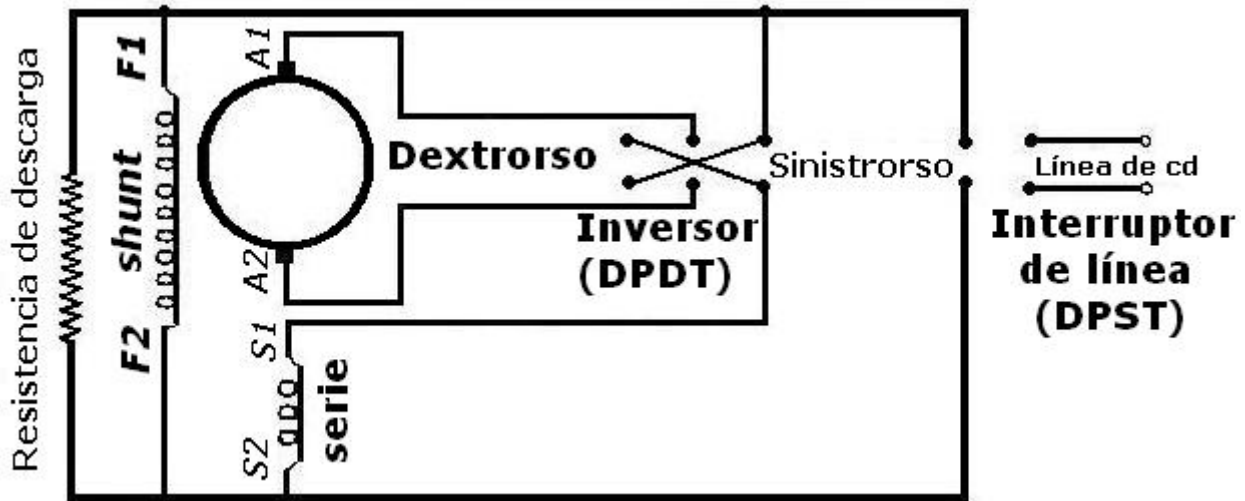 Resistencia de descarga
F1
shunt
F2
A1
A2
Dextrorso
Inversor
(DPDT)
Sinistrorso
Línea de cd
Interruptor
de línea
(DPST)
S1
serie
S2